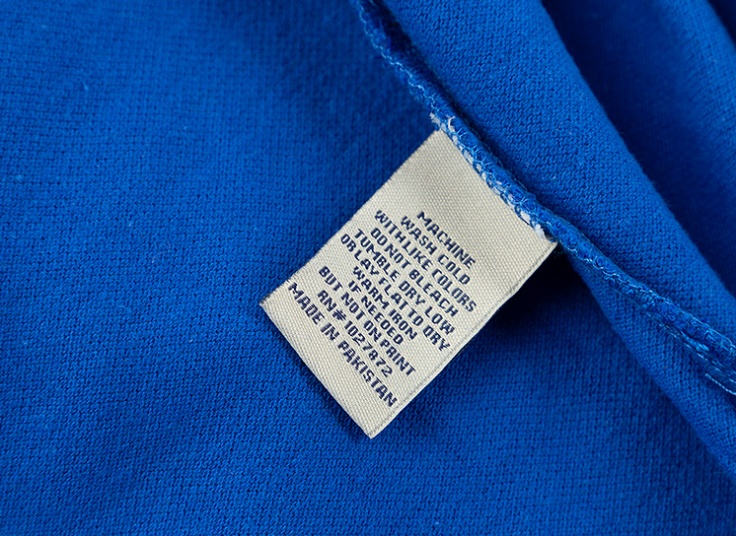 MACHINE
WASH COLD
WITH LIKE COLORS
DO NOT BLEACH
TUMBLE DRY LOW
OR LAY FLAT TO DRY
WARM IRON
IF NEEDED
BUT NOT ON PRINT
RN# 1027872
MADE IN PAKISTAN